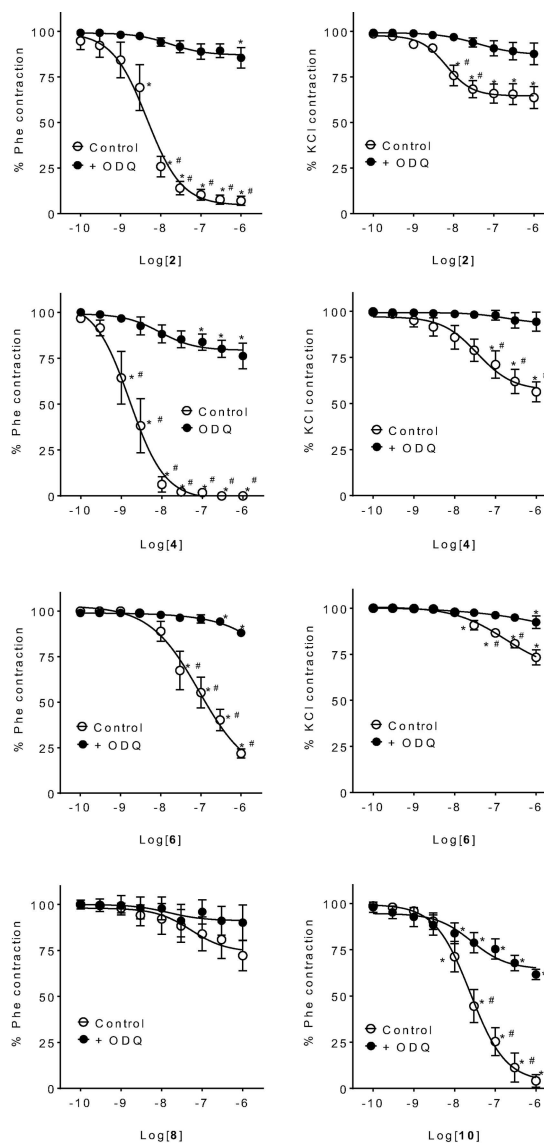 % Phe contraction
100
75
50
25
0
Control
+ ODQ
-10 -9 -8 -7 -6
Log[2]
% KCl contraction
100
75
50
25
0
Control
+ ODQ
-10 -9 -8 -7 -6
Log[2]
% Phe contraction
100
75
50
25
0
Control
ODQ
-10 -9 -8 -7 -6
Log[4]
% KCl contraction
100
75
50
25
0
Control
+ ODQ
-10 -9 -8 -7 -6
Log[4]
% Phe contraction
100
75
50
25
0
Control
+ ODQ
-10 -9 -8 -7 -6
Log[6]
% KCl contraction
100
75
50
25
0
Control
+ ODQ
-10 -9 -8 -7 -6
Log[6]
% Phe contraction
100
75
50
25
0
Control
+ ODQ
-10 -9 -8 -7 -6
Log[8]
% Phe contraction
100
75
50
25
0
Control
+ ODQ
-10 -9 -8 -7 -6
Log[10]